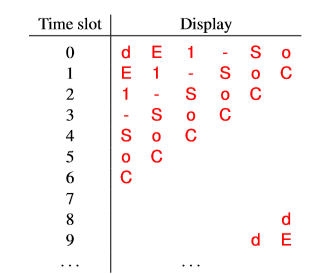 Time slot Display
0 d E 1 - S o
1 E 1 - S o C
2 1 - S o C
3 - S o C
4 S o C
5 o C
6 C
7
8 d
9 d E
... ...